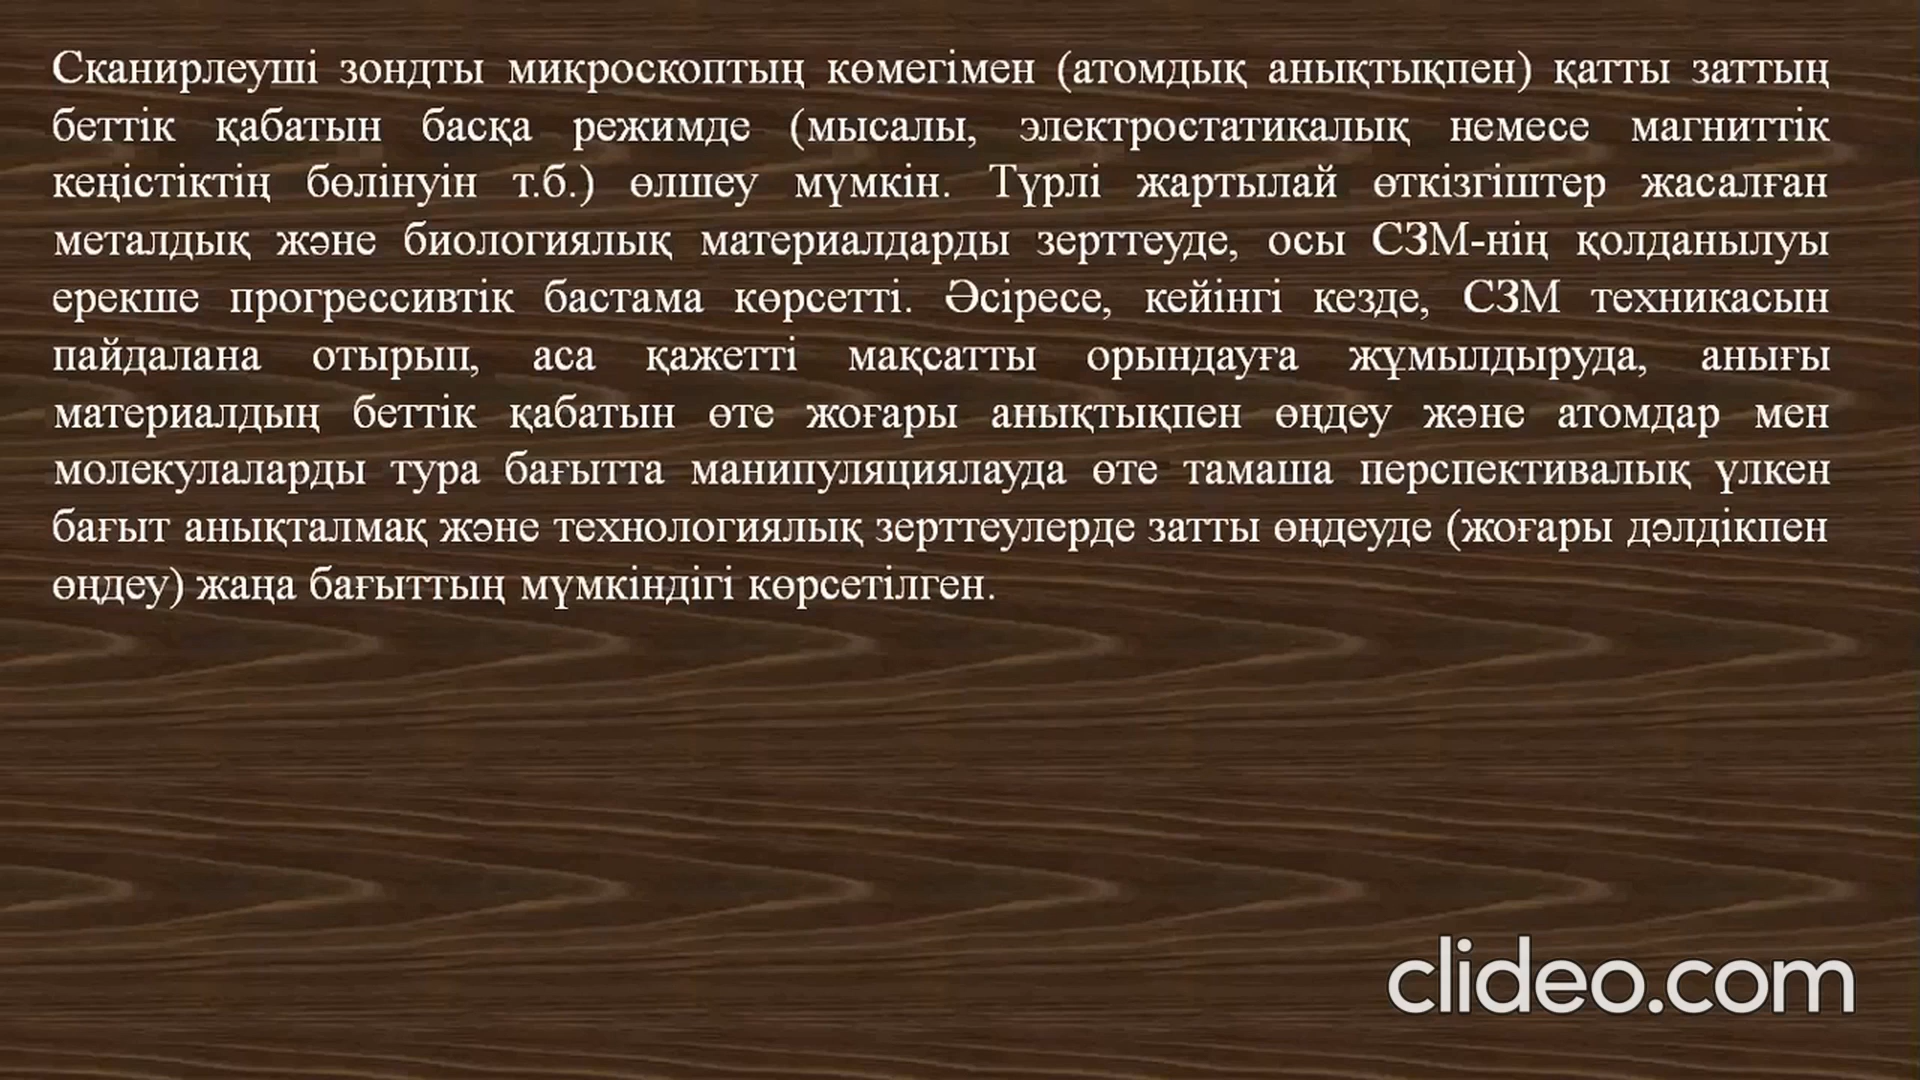 Сканирлеуші зондты микроскоптың көмегімен (атомдық анықтықпен) қатты заттың
беттік қабатын басқа режимде (мысалы, электростатикалық немесе магниттік
кеңістіктің бөлінуін т.б.) өлшеу мүмкін. Түрлі жартылай өткізгіштер жасалған
металдық және биологиялық материалдарды зерттеуде, осы СЗМ-нің қолданылуы
ерекше прогрессивтік бастама көрсетті. Әсіресе, кейінгі кезде, СЗМ техникасын
пайдалана отырып, аса қажетті мақсатты орындауға жұмылдыруда, анығы
материалдың беттік қабатын өте жоғары анықтықпен өңдеу және атомдар мен
молекулаларды тура бағытта манипуляциялауда өте тамаша перспективалық үлкен
бағыт анықталмақ және технологиялық зерттеулерде затты өңдеуде (жоғары дәлдікпен
өңдеу) жаңа бағыттың мүмкіндігі көрсетілген.
clideo.com